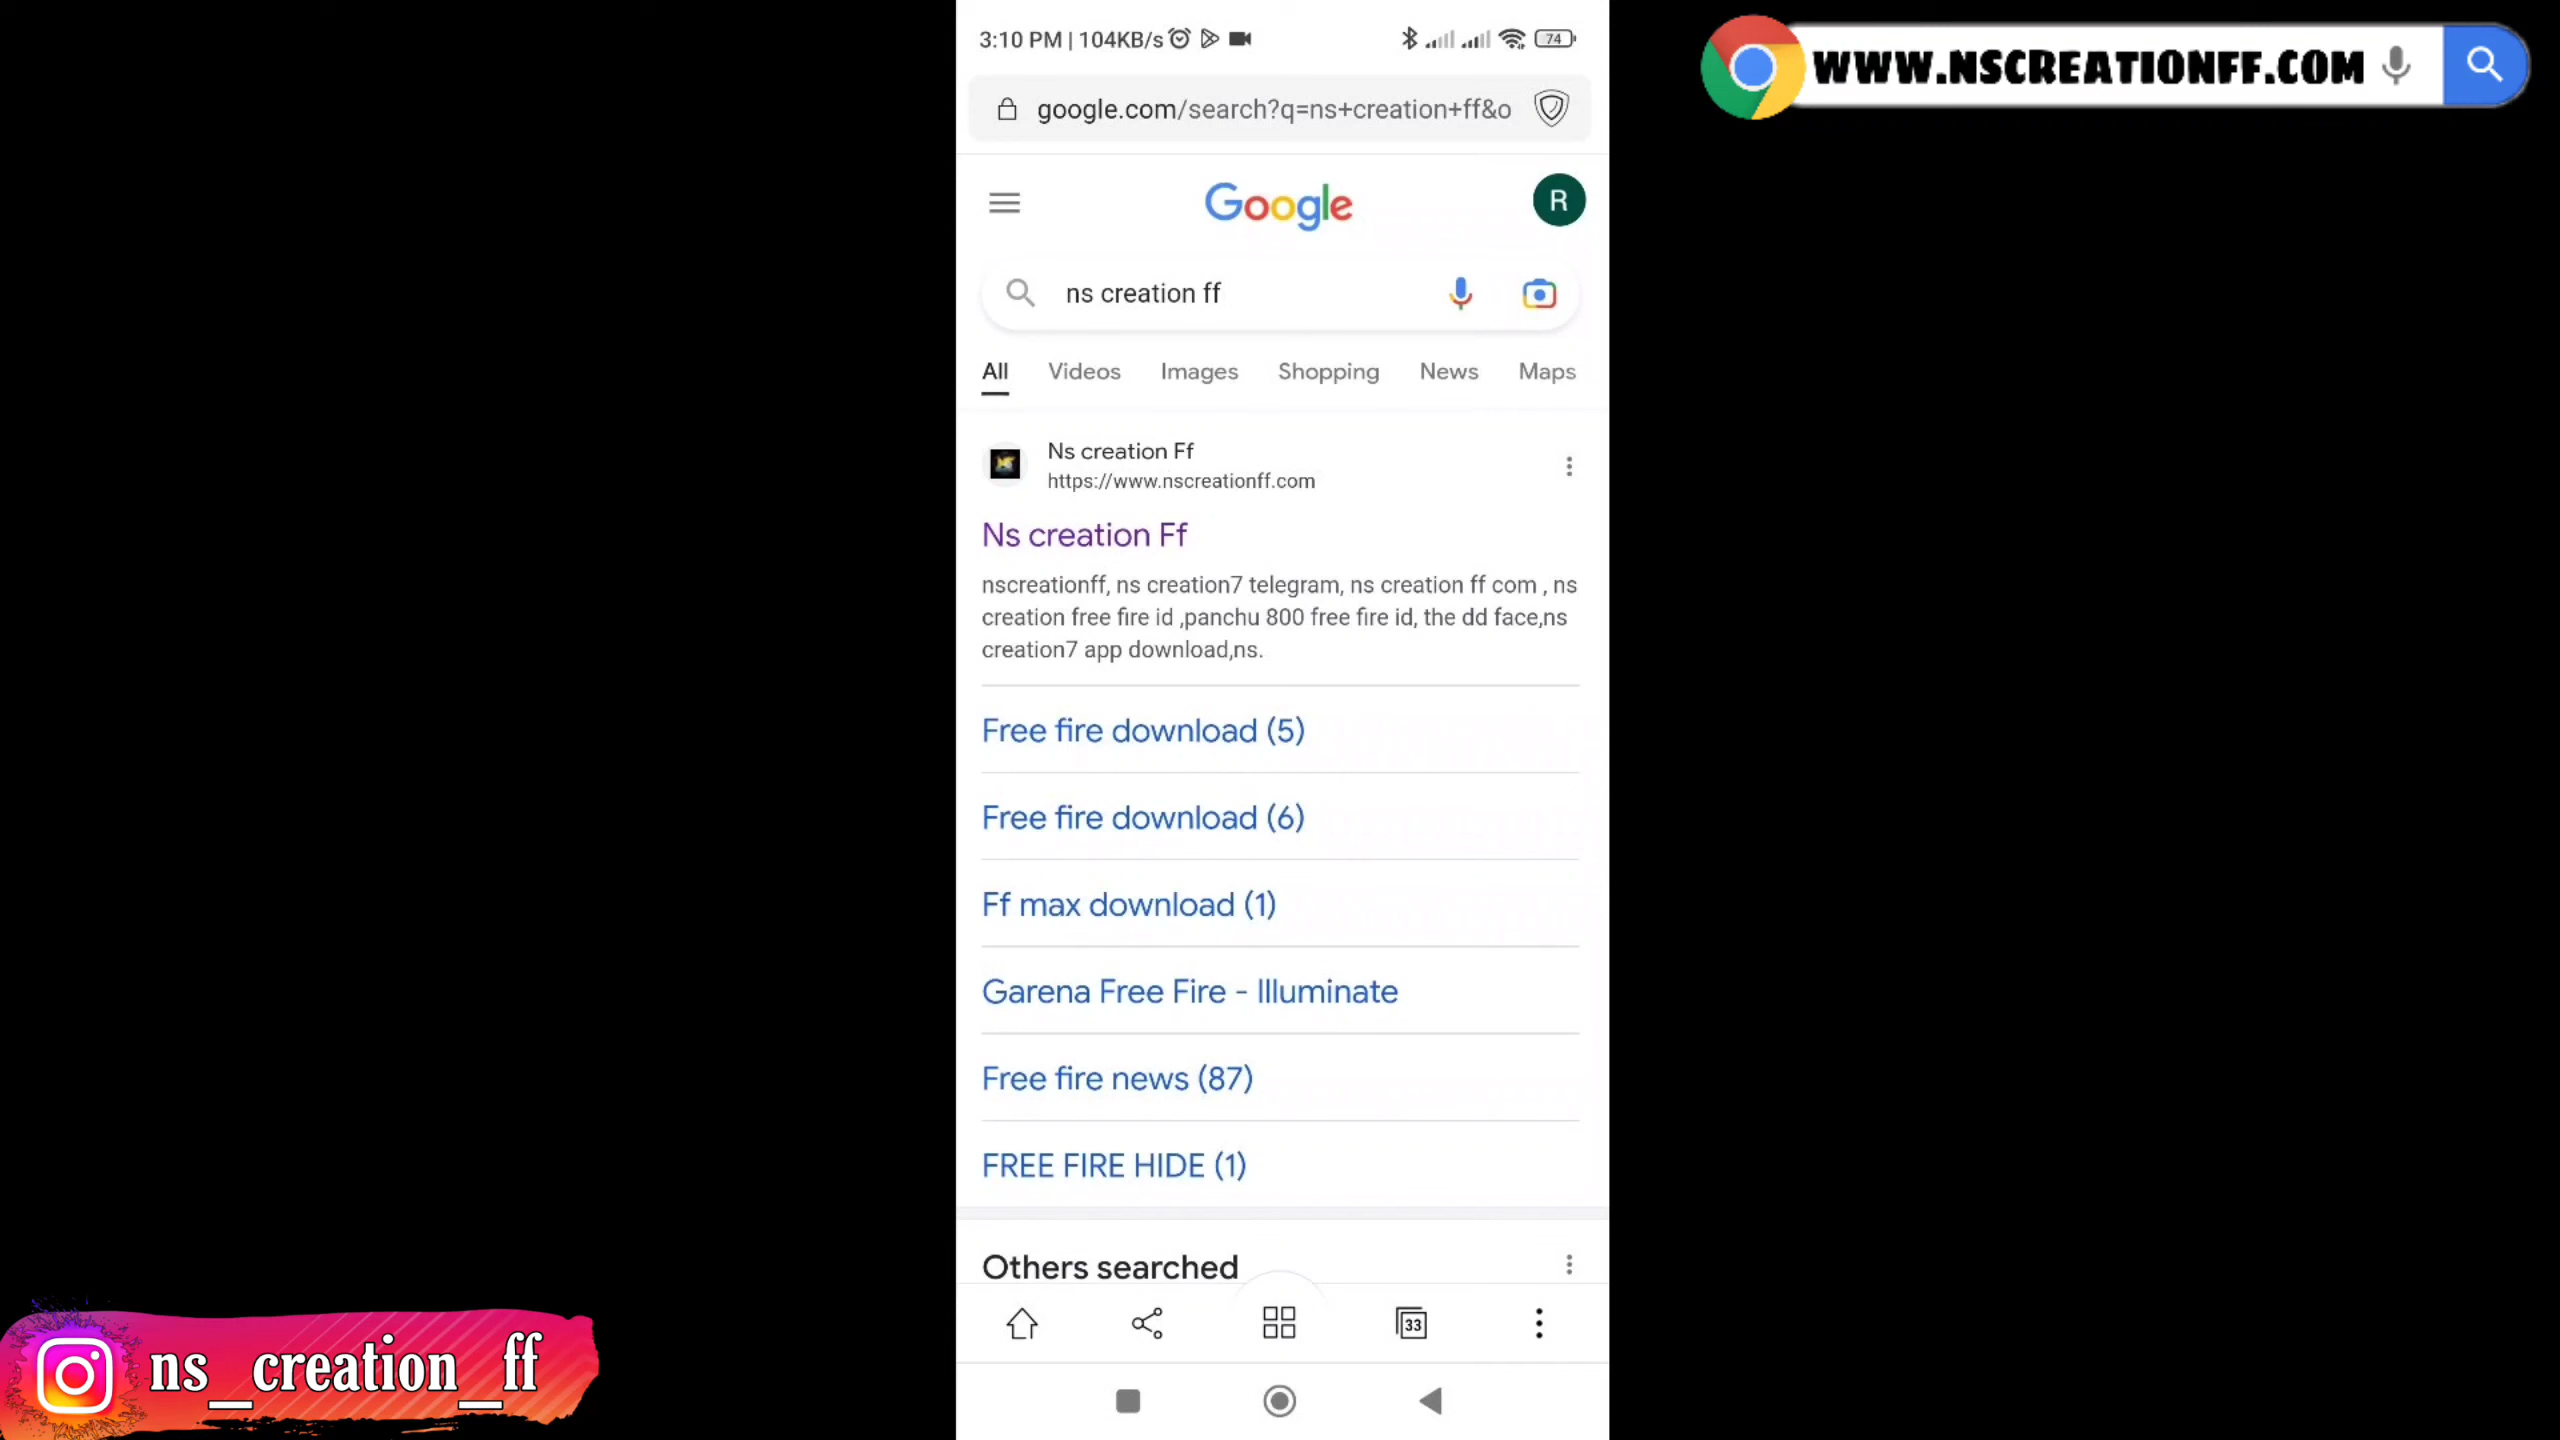 3:10 PM | 104KB/s
74
WWW.NSCREATIONFF.COM
google.com/search?q=ns+creation+ff&o
Google
R
ns creation ff
All Videos Images Shopping News Maps
Ns creation Ff
https://www.nscreationff.com
Ns creation Ff
nscreationff, ns creation7 telegram, ns creation ff com , ns
creation free fire id ,panchu 800 free fire id, the dd face,ns
creation7 app download,ns.
Free fire download (5)
Free fire download (6)
Ff max download (1)
Garena Free Fire - Illuminate
Free fire news (87)
FREE FIRE HIDE (1)
Others searched
33
ns_creation_ff